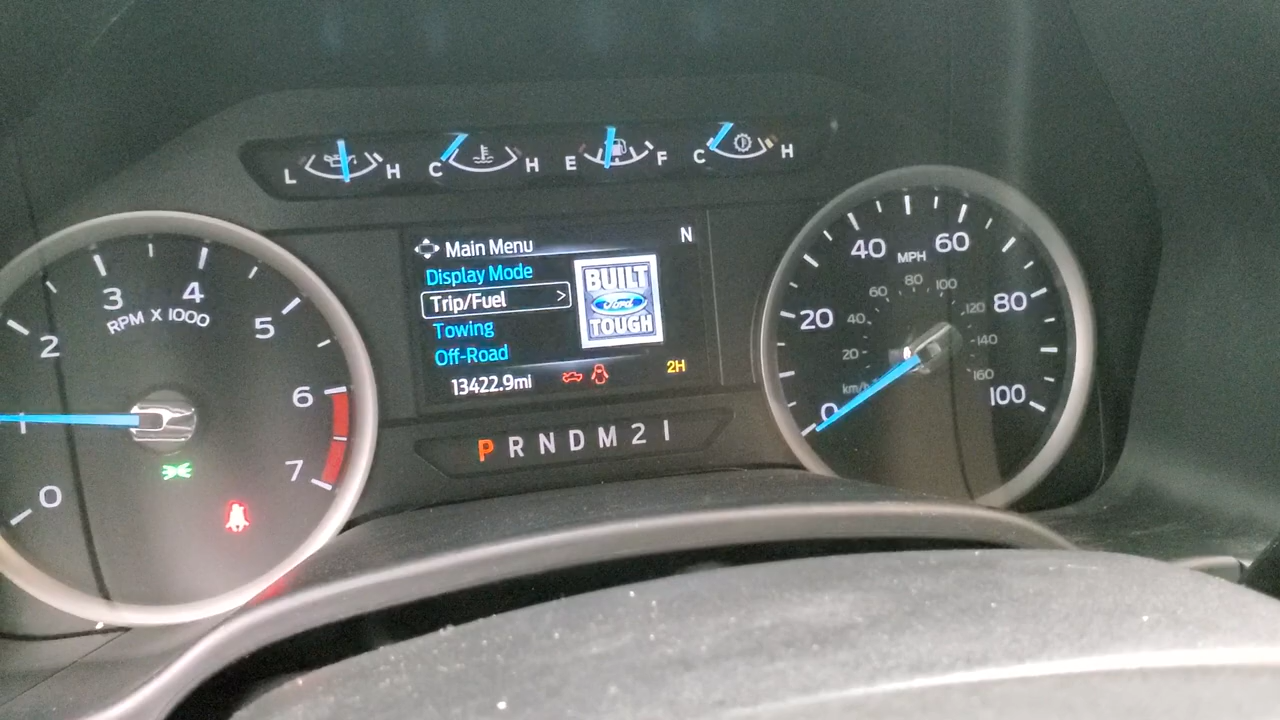 L H C H E F C H
Main Menu
N
Display Mode
Trip/Fuel >
Towing
Off-Road
13422.9mi
2H
BUILT
Ford
TOUGH
P R N D M 2 1
0 1 2 3 4 5 6 7
RPM X 1000
0 20 40 60 80 100
MPH
20 40 60 80 100 120 140 160
km/h